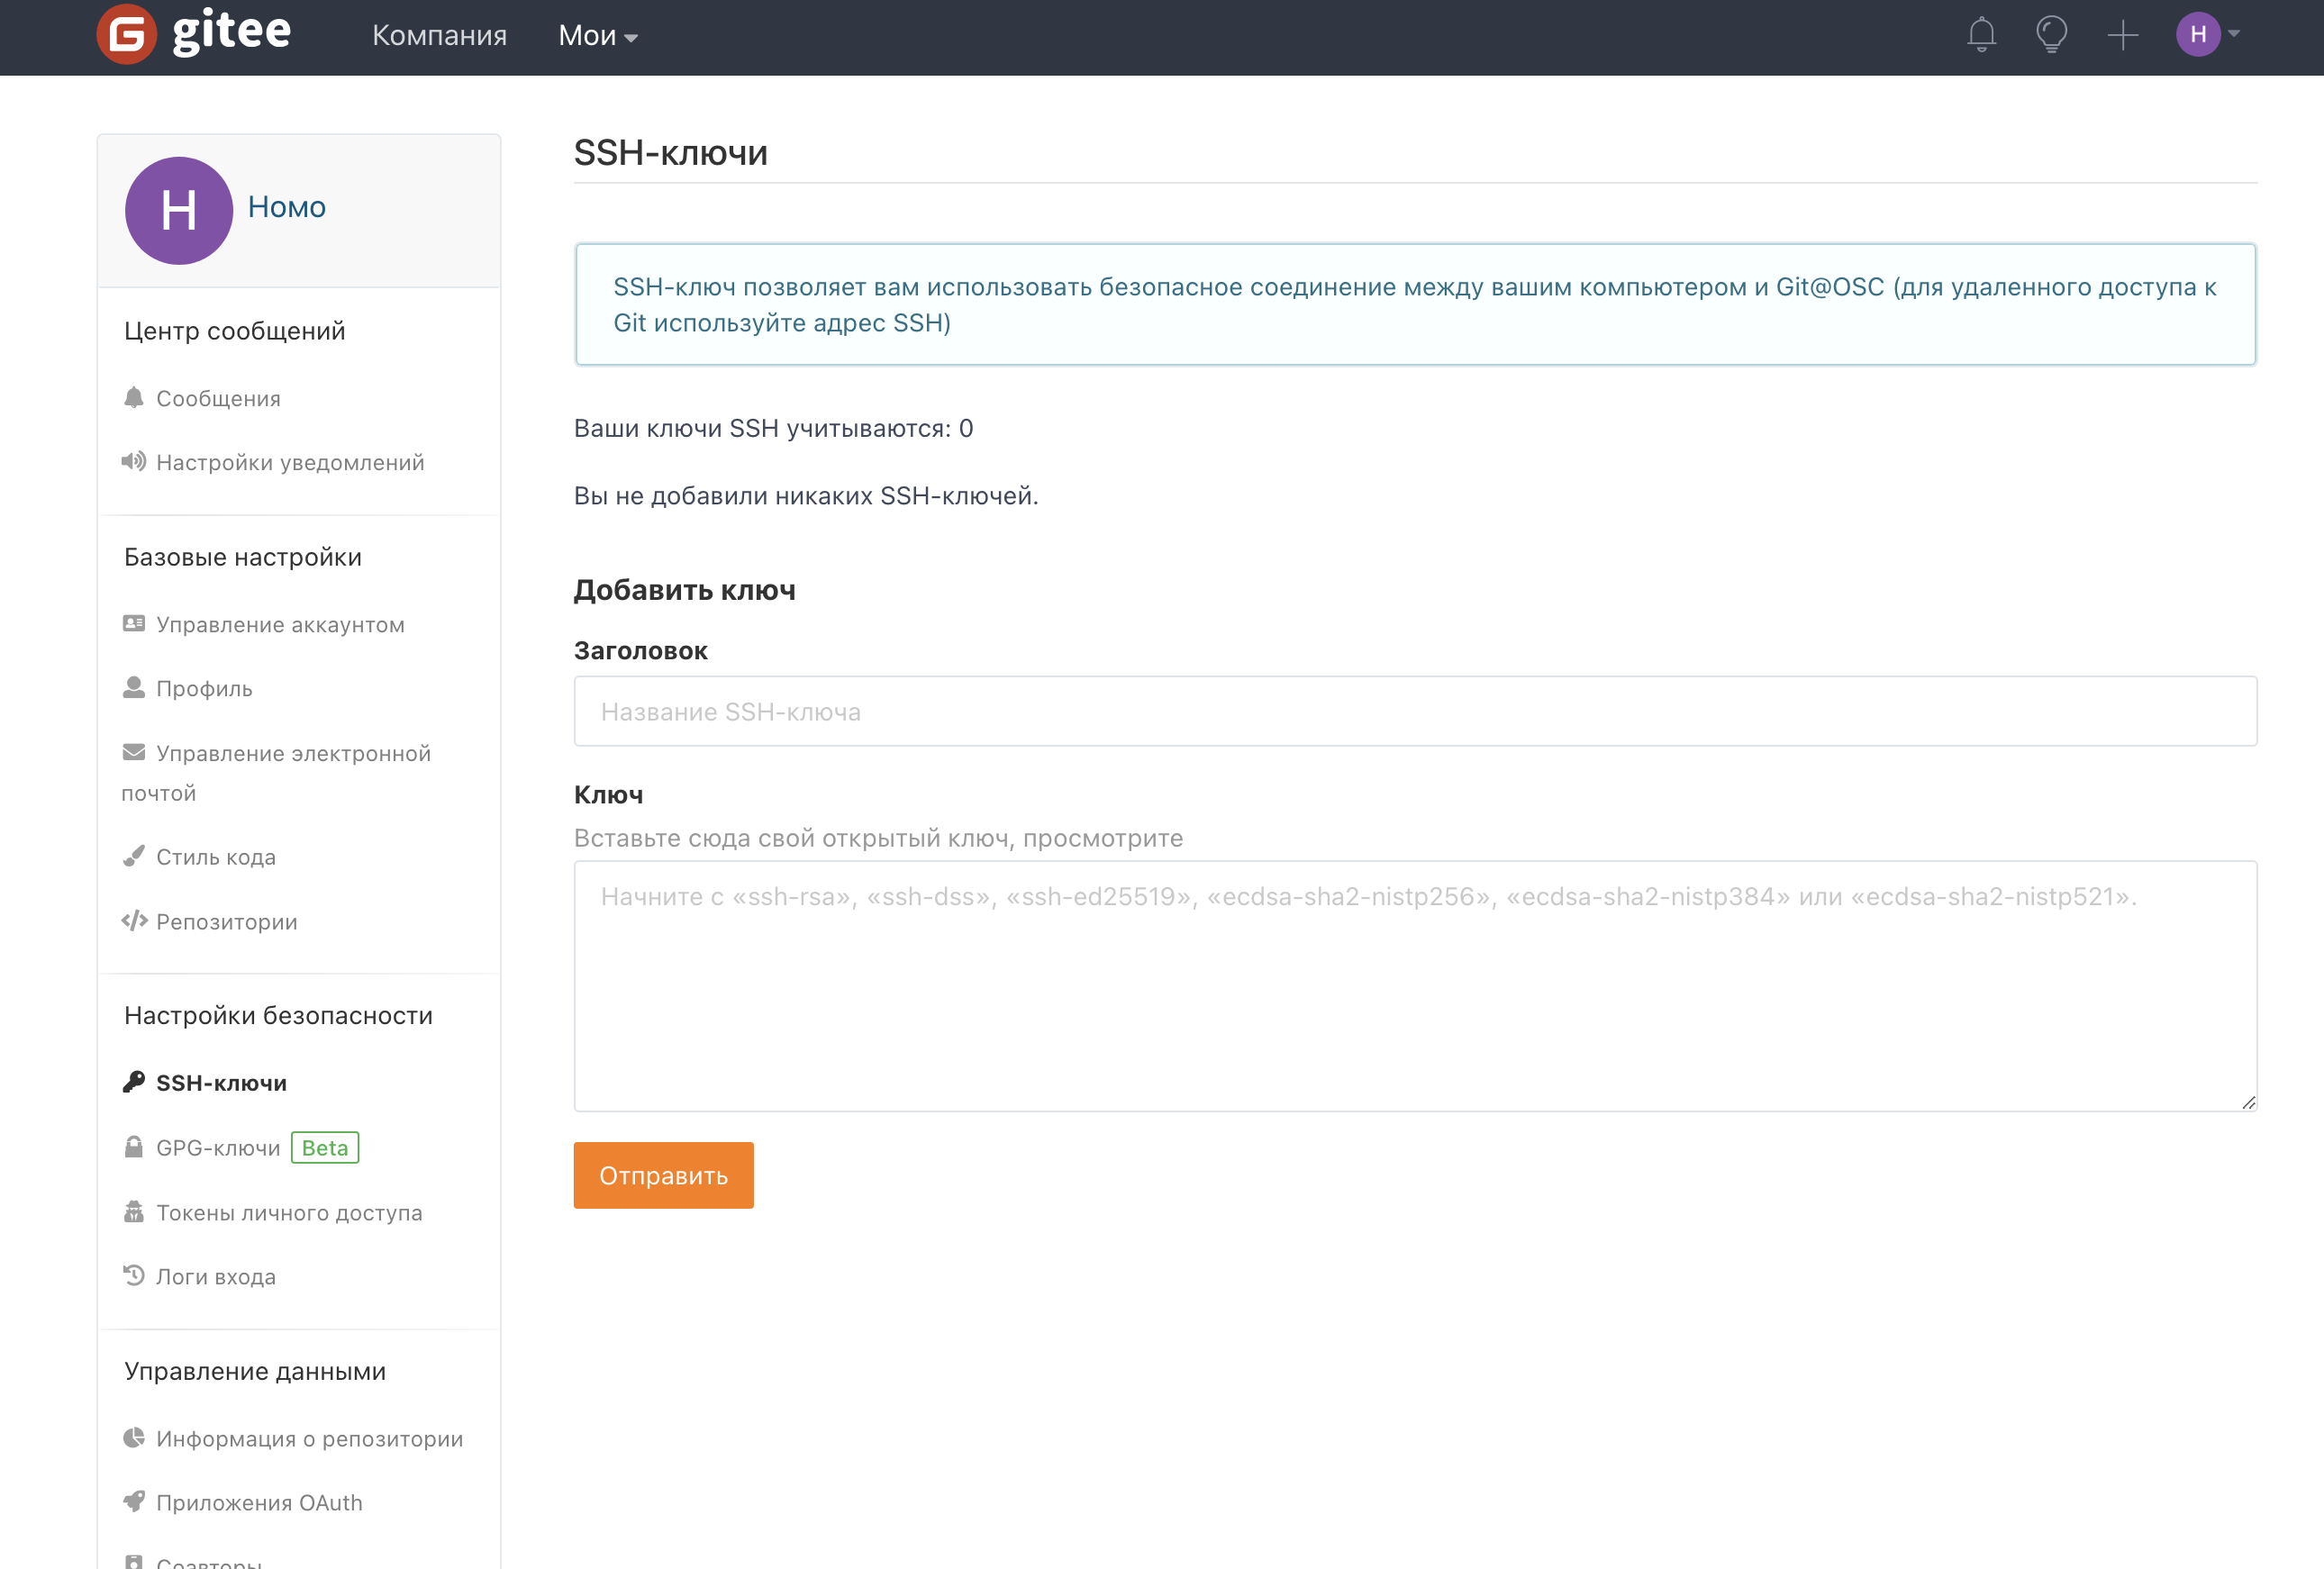 gitee
Компания
Мои
H
H
Номо
Центр сообщений
Сообщения
Настройки уведомлений
Базовые настройки
Управление аккаунтом
Профиль
Управление электронной
почтой
Стиль кода
Репозитории
Настройки безопасности
SSH-ключи
GPG-ключи Beta
Токены личного доступа
Логи входа
Управление данными
Информация о репозитории
Приложения OAuth
Соавторы
SSH-ключи
SSH-ключ позволяет вам использовать безопасное соединение между вашим компьютером и Git@OSC (для удаленного доступа к
Git используйте адрес SSH)
Ваши ключи SSH учитываются: 0
Вы не добавили никаких SSH-ключей.
Добавить ключ
Заголовок
Название SSH-ключа
Ключ
Вставьте сюда свой открытый ключ, просмотрите
Начните с «ssh-rsa», «ssh-dss», «ssh-ed25519», «ecdsa-sha2-nistp256», «ecdsa-sha2-nistp384» или «ecdsa-sha2-nistp521».
Отправить